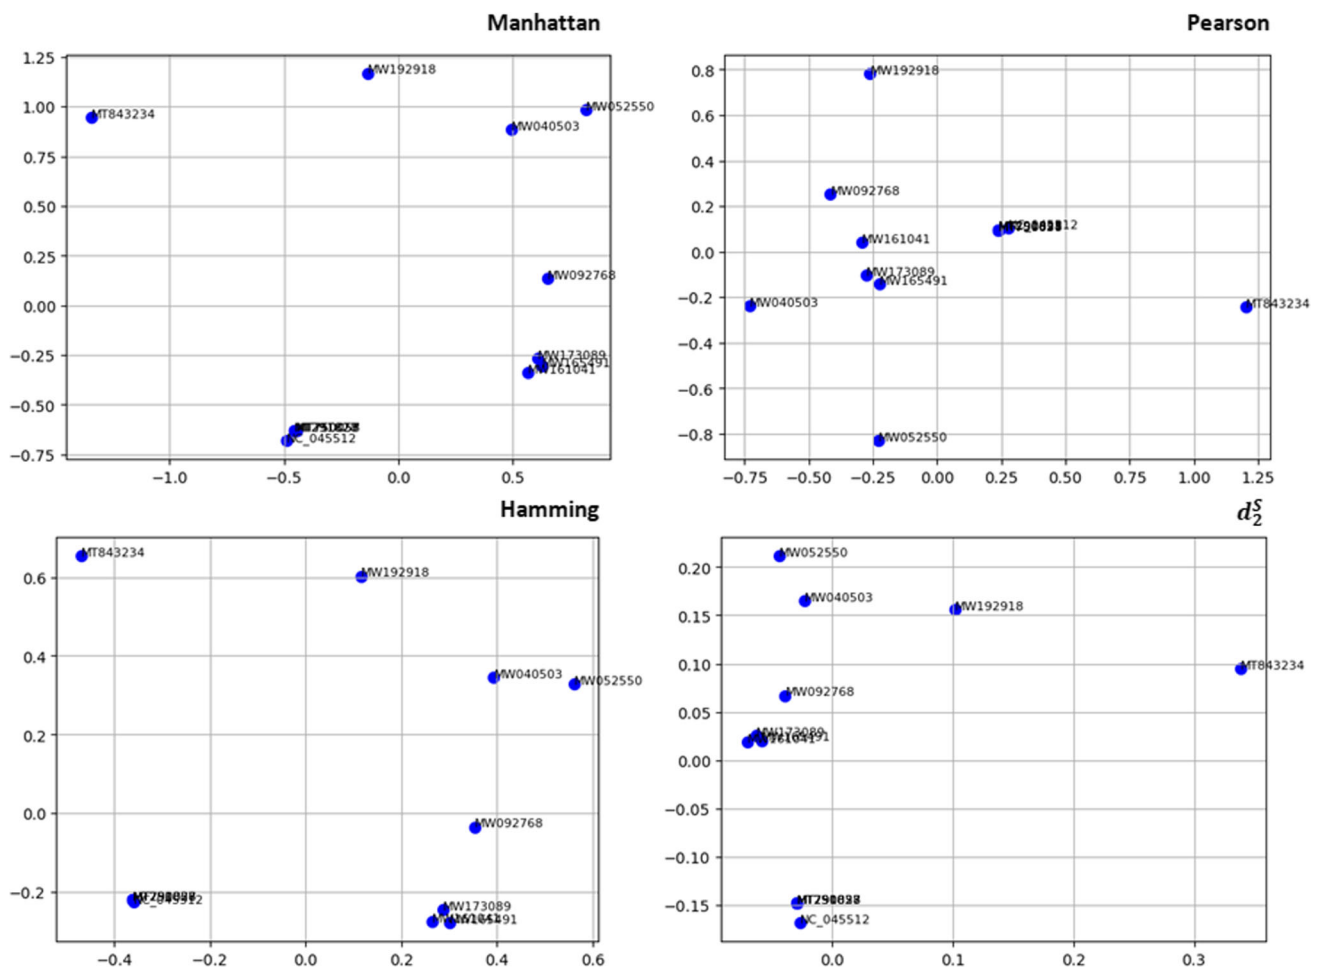 Manhattan
1.25
1.00
0.75
0.50
0.25
0.00
−0.25
−0.50
−0.75
−1.0
−0.5
0.0
0.5
MW192918
MT843234
MW052550
MW040503
MW092768
MW173089
MW165491
MW161041
NC_045512
Pearson
0.8
0.6
0.4
0.2
0.0
−0.2
−0.4
−0.6
−0.8
−0.75
−0.50
−0.25
0.00
0.25
0.50
0.75
1.00
1.25
MW192918
MW092768
MW161041
MW173089
MW165491
MW040503
MT843234
MW052550
Hamming
0.6
0.4
0.2
0.0
−0.2
−0.4
−0.2
0.0
0.2
0.4
0.6
MT843234
MW192918
MW040503
MW052550
MW092768
MW173089
MW165491
NC_045512
d₂ˢ
0.20
0.15
0.10
0.05
0.00
−0.05
−0.10
−0.15
0.0
0.1
0.2
0.3
MW052550
MW040503
MW192918
MT843234
MW092768
MW173089
NC_045512